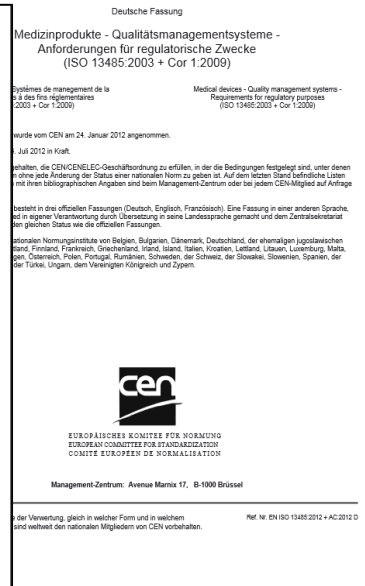 Deutsche Fassung
Medizinprodukte - Qualitätsmanagementsysteme -
Anforderungen für regulatorische Zwecke
(ISO 13485:2003 + Cor 1:2009)
Systèmes de management de la
s à des fins réglementaires
:2003 + Cor 1:2009)
Medical devices - Quality management systems -
Requirements for regulatory purposes
(ISO 13485:2003 + Cor 1:2009)
wurde vom CEN am 24. Januar 2012 angenommen.
. Juli 2012 in Kraft.
gehalten, die CEN/CENELEC-Geschäftsordnung zu erfüllen, in der die Bedingungen festgelegt sind, unter denen
n ohne jede Änderung der Status einer nationalen Norm zu geben ist. Auf dem letzten Stand befindliche Listen
mit ihren bibliographischen Angaben sind beim Management-Zentrum oder bei jedem CEN-Mitglied auf Anfrage
besteht in drei offiziellen Fassungen (Deutsch, Englisch, Französisch). Eine Fassung in einer anderen Sprache,
ed in eigener Verantwortung durch Übersetzung in seine Landessprache gemacht und dem Zentralsekretariat
den gleichen Status wie die offiziellen Fassungen.
ationalen Normungsinstitute von Belgien, Bulgarien, Dänemark, Deutschland, der ehemaligen jugoslawischen
tland, Finnland, Frankreich, Griechenland, Irland, Island, Italien, Kroatien, Lettland, Litauen, Luxemburg, Malta,
gen, Österreich, Polen, Portugal, Rumänien, Schweden, der Schweiz, der Slowakei, Slowenien, Spanien, der
der Türkei, Ungarn, dem Vereinigten Königreich und Zypern.
cen
EUROPÄISCHES KOMITEE FÜR NORMUNG
EUROPEAN COMMITTEE FOR STANDARDIZATION
COMITÉ EUROPÉEN DE NORMALISATION
Management-Zentrum: Avenue Marnix 17, B-1000 Brüssel
e der Verwertung, gleich in welcher Form und in welchem
sind weltweit den nationalen Mitgliedern von CEN vorbehalten.
Ref. Nr. EN ISO 13485:2012 + AC:2012 D